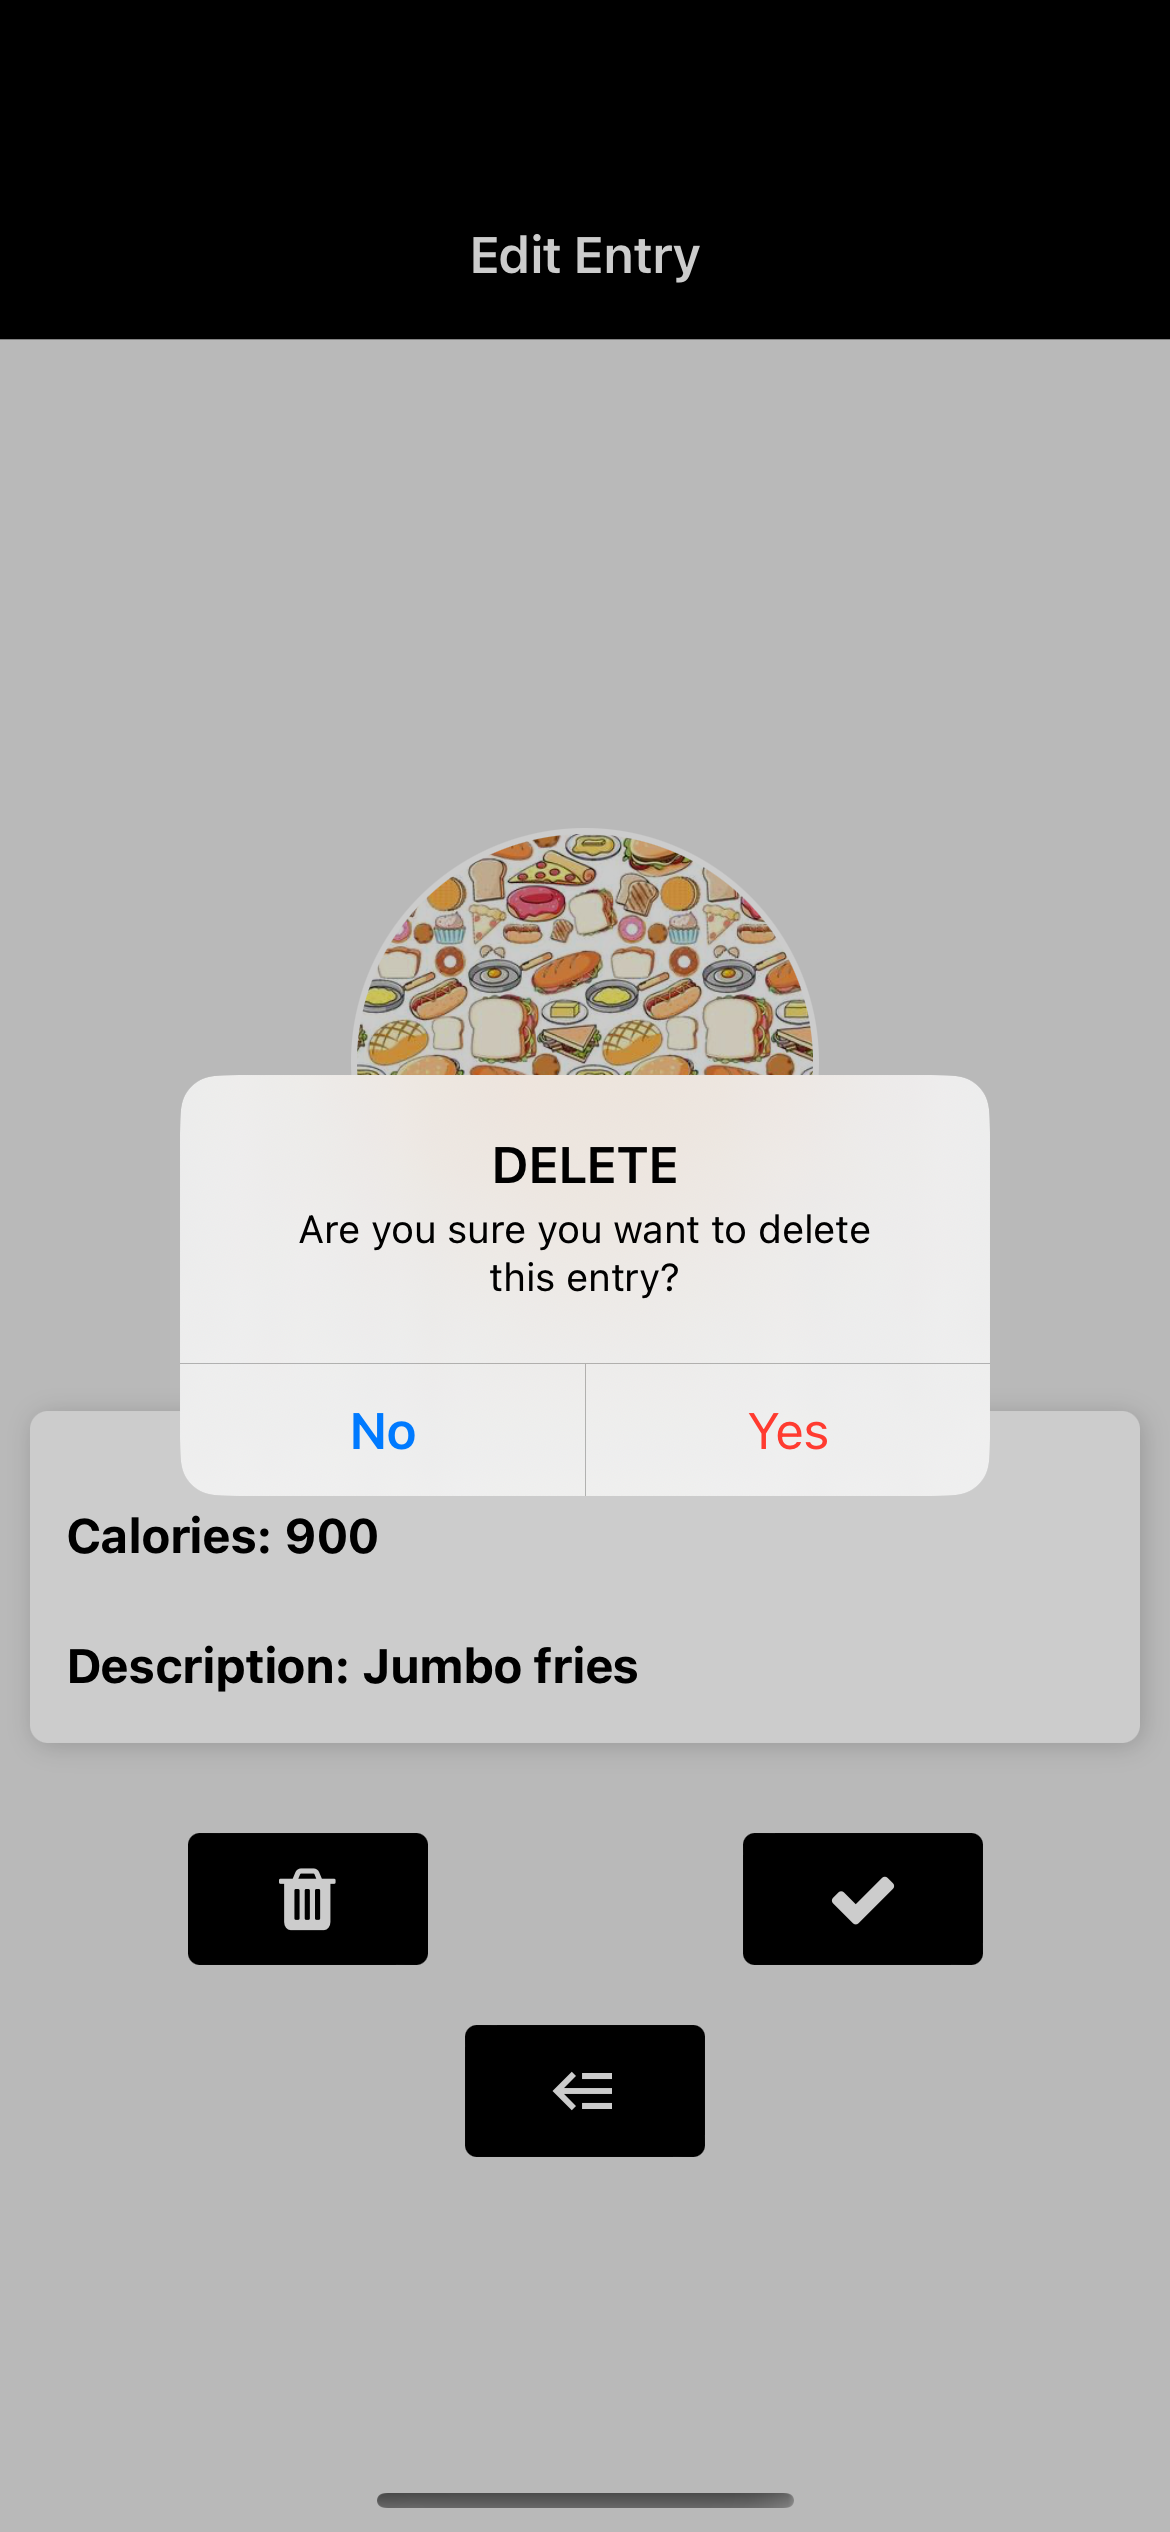 Edit Entry
DELETE
Are you sure you want to delete
this entry?
No
Yes
Calories: 900
Description: Jumbo fries